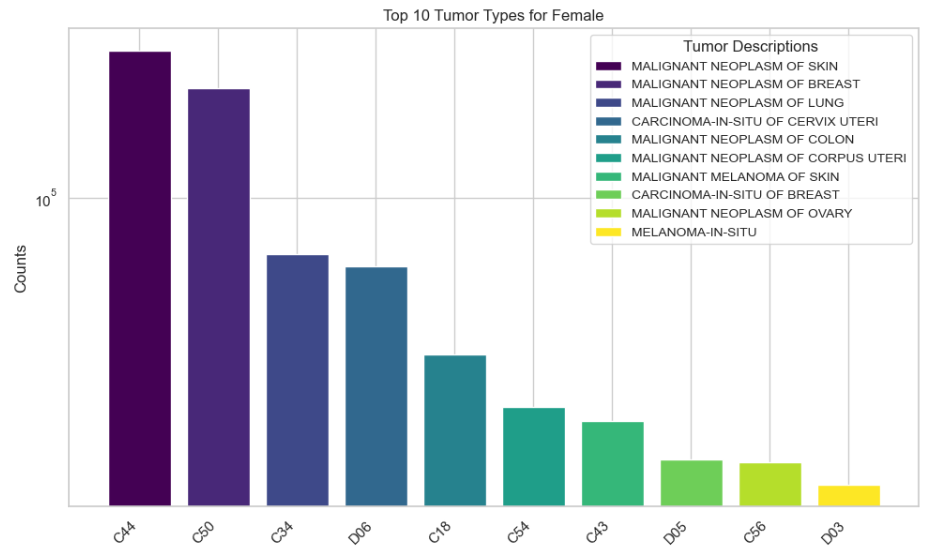 Top 10 Tumor Types for Female
Tumor Descriptions
MALIGNANT NEOPLASM OF SKIN
MALIGNANT NEOPLASM OF BREAST
MALIGNANT NEOPLASM OF LUNG
CARCINOMA-IN-SITU OF CERVIX UTERI
MALIGNANT NEOPLASM OF COLON
MALIGNANT NEOPLASM OF CORPUS UTERI
MALIGNANT MELANOMA OF SKIN
CARCINOMA-IN-SITU OF BREAST
MALIGNANT NEOPLASM OF OVARY
MELANOMA-IN-SITU
10^5
Counts
C44 C50 C34 D06 C18 C54 C43 D05 C56 D03